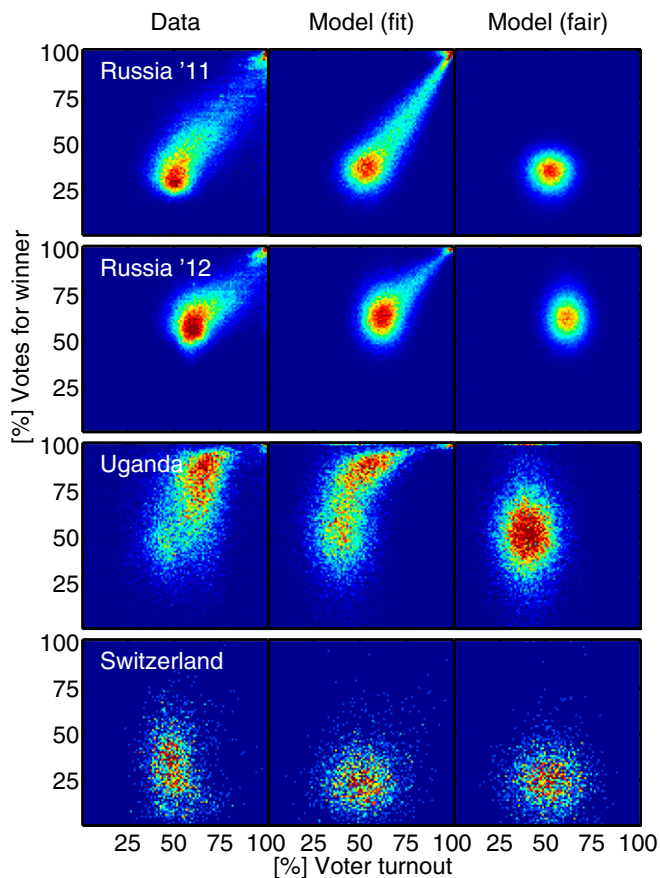 Data Model (fit) Model (fair)
[%] Votes for winner
100
75
50
25
Russia '11
100
75
50
25
Russia '12
100
75
50
25
Uganda
100
75
50
25
Switzerland
25 50 75 100 25 50 75 100 25 50 75 100
[%] Voter turnout